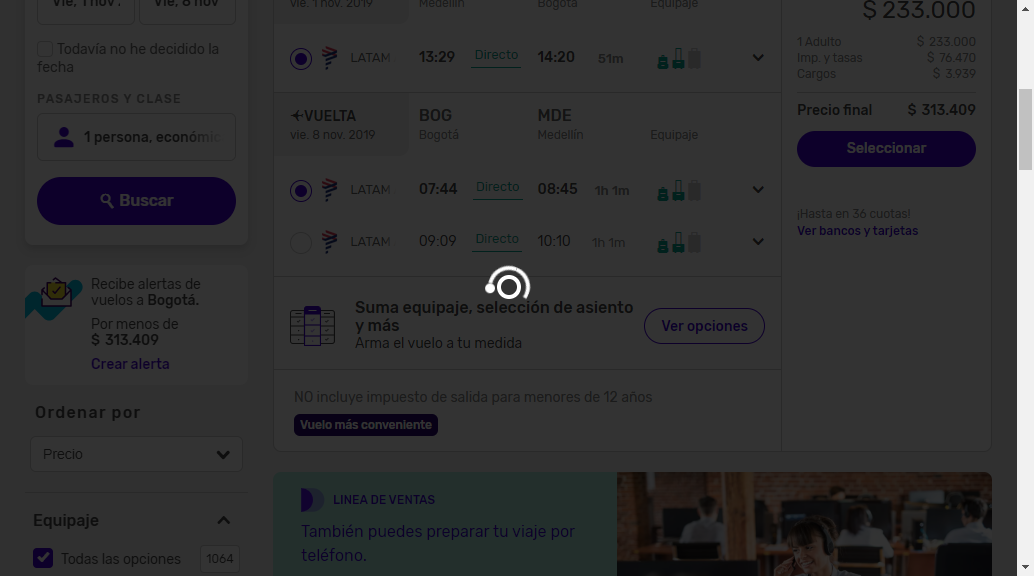 Vie, 1 nov. Vie, 8 nov
Todavía no he decidido la
fecha
PASAJEROS Y CLASE
1 persona, económic
Buscar
Recibe alertas de
vuelos a Bogotá.
Por menos de
$ 313.409
Crear alerta
Ordenar por
Precio
Equipaje
Todas las opciones 1064
vie. 1 nov. 2019 Medellín Bogotá Equipaje
LATAM 13:29 Directo 14:20 51m
VUELTA BOG MDE
vie. 8 nov. 2019 Bogotá Medellín Equipaje
LATAM 07:44 Directo 08:45 1h 1m
LATAM 09:09 Directo 10:10 1h 1m
Suma equipaje, selección de asiento
y más
Arma el vuelo a tu medida
Ver opciones
NO incluye impuesto de salida para menores de 12 años
Vuelo más conveniente
$ 233.000
1 Adulto $ 233.000
Imp. y tasas $ 76.470
Cargos $ 3.939
Precio final $ 313.409
Seleccionar
¡Hasta en 36 cuotas!
Ver bancos y tarjetas
LINEA DE VENTAS
También puedes preparar tu viaje por
teléfono.